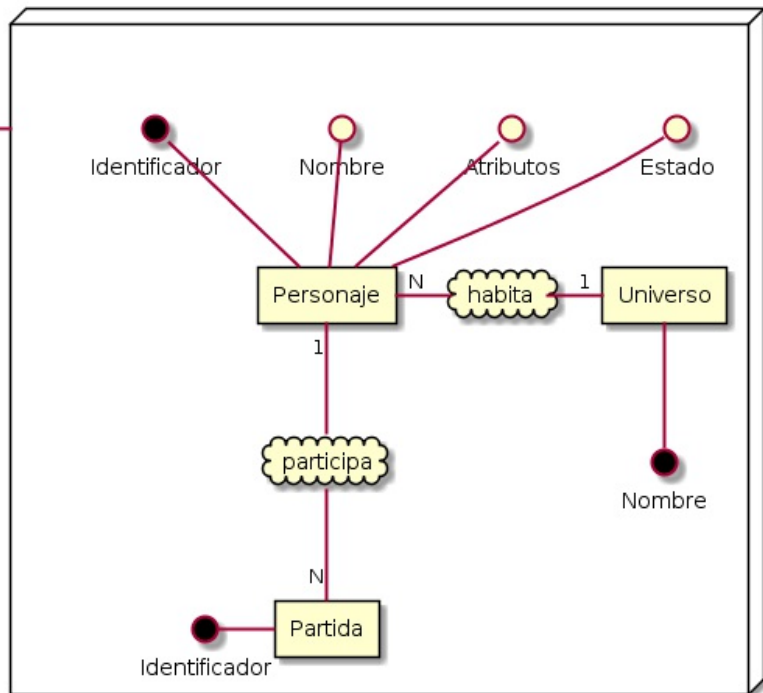 Identificador
Nombre
Atributos
Estado
Personaje
N
habita
1
Universo
1
participa
Nombre
N
Partida
Identificador